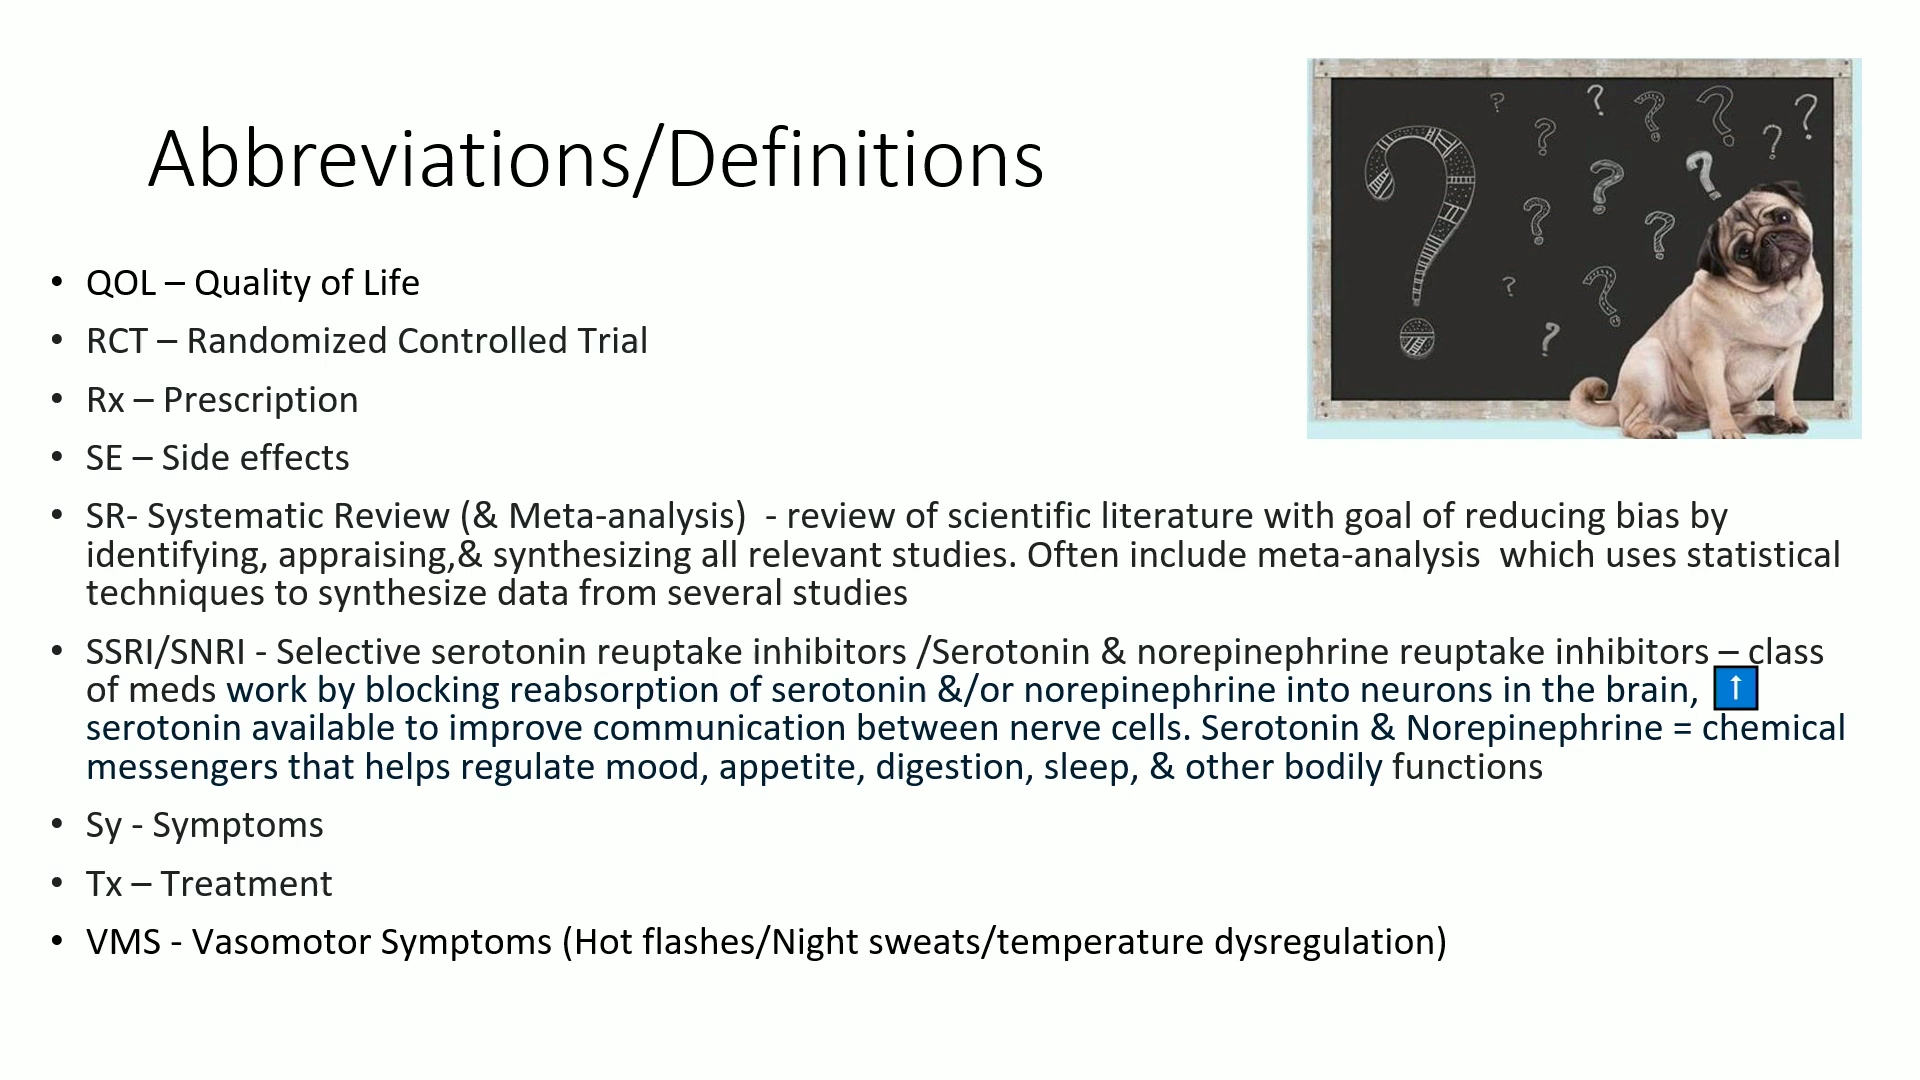 Abbreviations/Definitions
• QOL – Quality of Life
• RCT – Randomized Controlled Trial
• Rx – Prescription
• SE – Side effects
• SR- Systematic Review (& Meta-analysis)  - review of scientific literature with goal of reducing bias by
identifying, appraising,& synthesizing all relevant studies. Often include meta-analysis  which uses statistical
techniques to synthesize data from several studies
• SSRI/SNRI - Selective serotonin reuptake inhibitors /Serotonin & norepinephrine reuptake inhibitors – class
of meds work by blocking reabsorption of serotonin &/or norepinephrine into neurons in the brain, ⬆
serotonin available to improve communication between nerve cells. Serotonin & Norepinephrine = chemical
messengers that helps regulate mood, appetite, digestion, sleep, & other bodily functions
• Sy - Symptoms
• Tx – Treatment
• VMS - Vasomotor Symptoms (Hot flashes/Night sweats/temperature dysregulation)